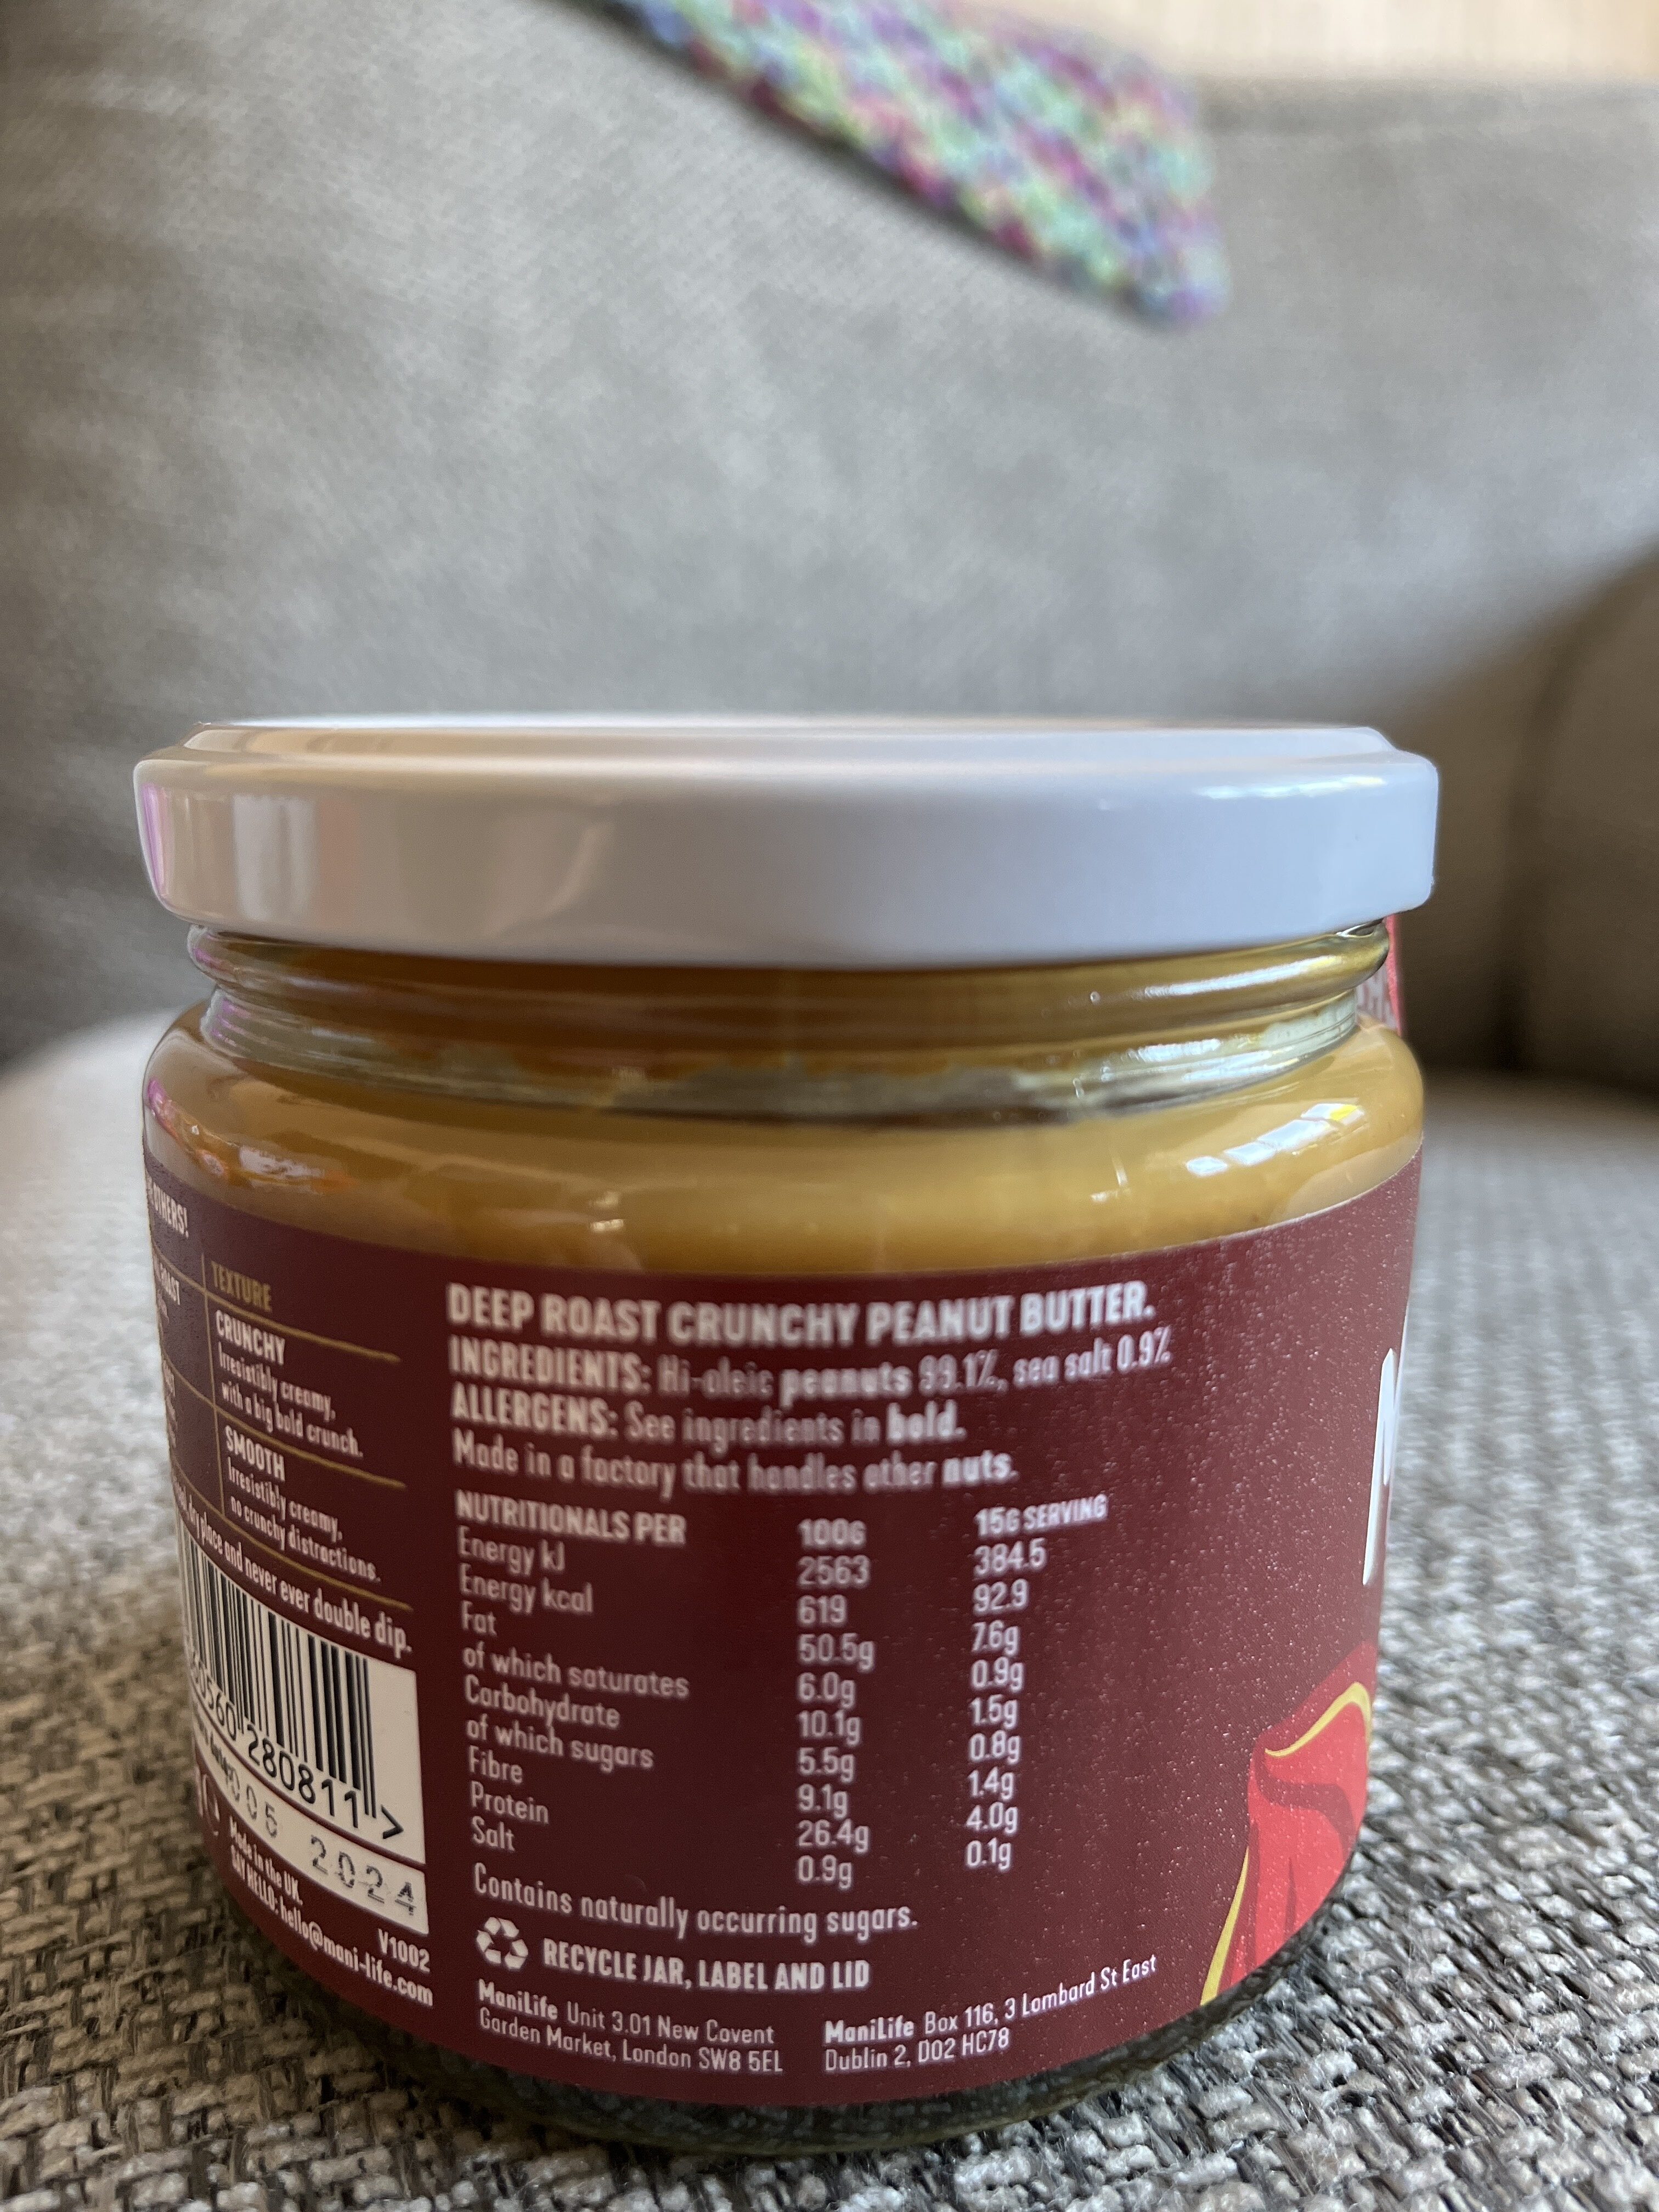 OTHERS!
ROAST
TEXTURE
CRUNCHY
Irresistibly creamy,
with a big bold crunch.
SMOOTH
Irresistibly creamy,
no crunchy distractions.
dry place and never ever double dip.
280811 >
005 2024
Made in the UK.
V1002
SAY HELLO: hello@mani-life.com
DEEP ROAST CRUNCHY PEANUT BUTTER.
INGREDIENTS: Hi-oleic peanuts 99.1%, sea salt 0.9%
ALLERGENS: See ingredients in bold.
Made in a factory that handles other nuts.
NUTRITIONALS PER 100G 15G SERVING
Energy kJ 2563 384.5
Energy kcal 619 92.9
Fat 50.5g 7.6g
of which saturates 6.0g 0.9g
Carbohydrate 10.1g 1.5g
of which sugars 5.5g 0.8g
Fibre 9.1g 1.4g
Protein 26.4g 4.0g
Salt 0.9g 0.1g
Contains naturally occurring sugars.
RECYCLE JAR, LABEL AND LID
ManiLife Unit 3.01 New Covent
Garden Market, London SW8 5EL
ManiLife Box 116, 3 Lombard St East
Dublin 2, D02 HC78